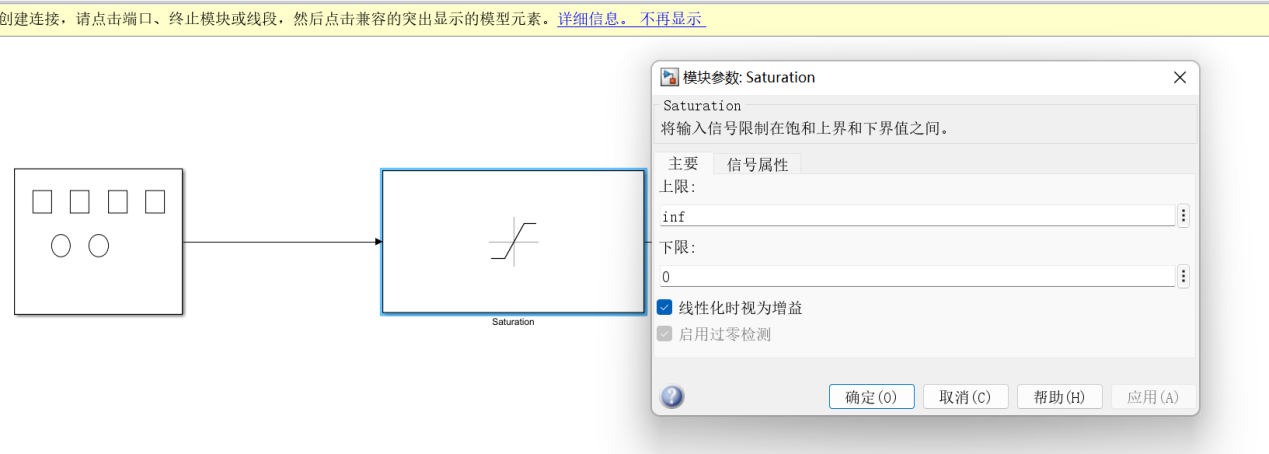 创建连接，请点击端口、终止模块或线段，然后点击兼容的突出显示的模型元素。详细信息。 不再显示
模块参数: Saturation
Saturation
将输入信号限制在饱和上界和下界值之间。
主要 信号属性
上限:
inf
下限:
0
线性化时视为增益
启用过零检测
确定(O) 取消(C) 帮助(H) 应用(A)
Saturation